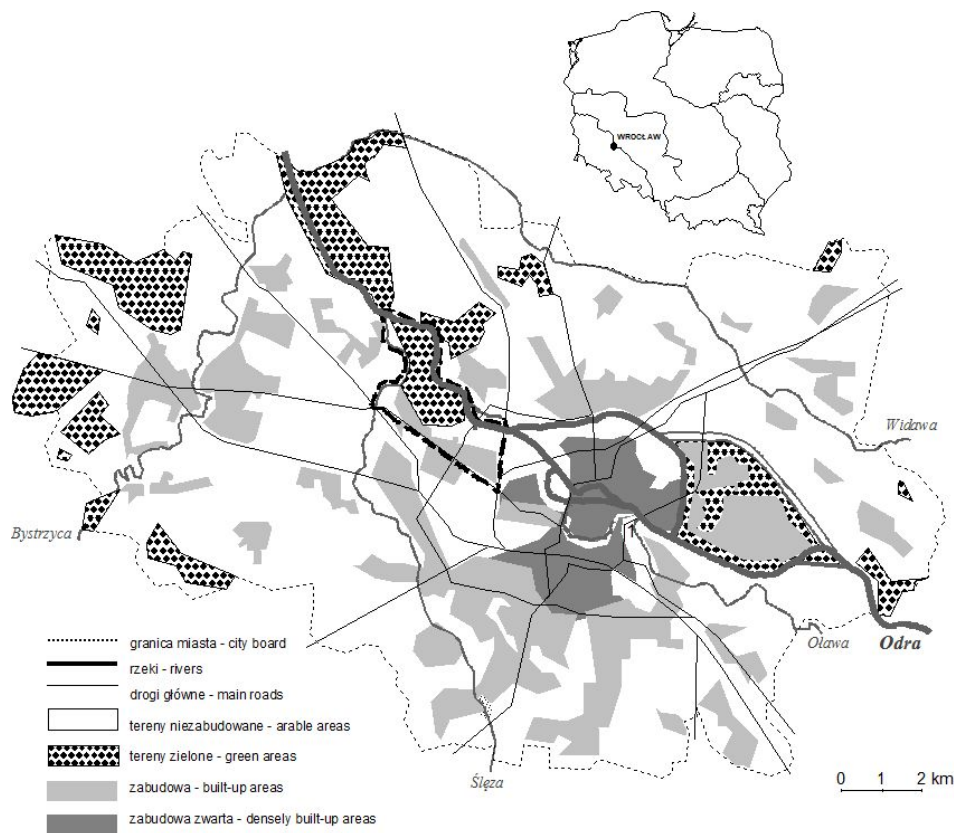 WROCŁAW
Widawa
Bystrzyca
Oława
Odra
Ślęza
granica miasta - city board
rzeki - rivers
drogi główne - main roads
tereny niezabudowane - arable areas
tereny zielone - green areas
zabudowa - built-up areas
zabudowa zwarta - densely built-up areas
0 1 2 km